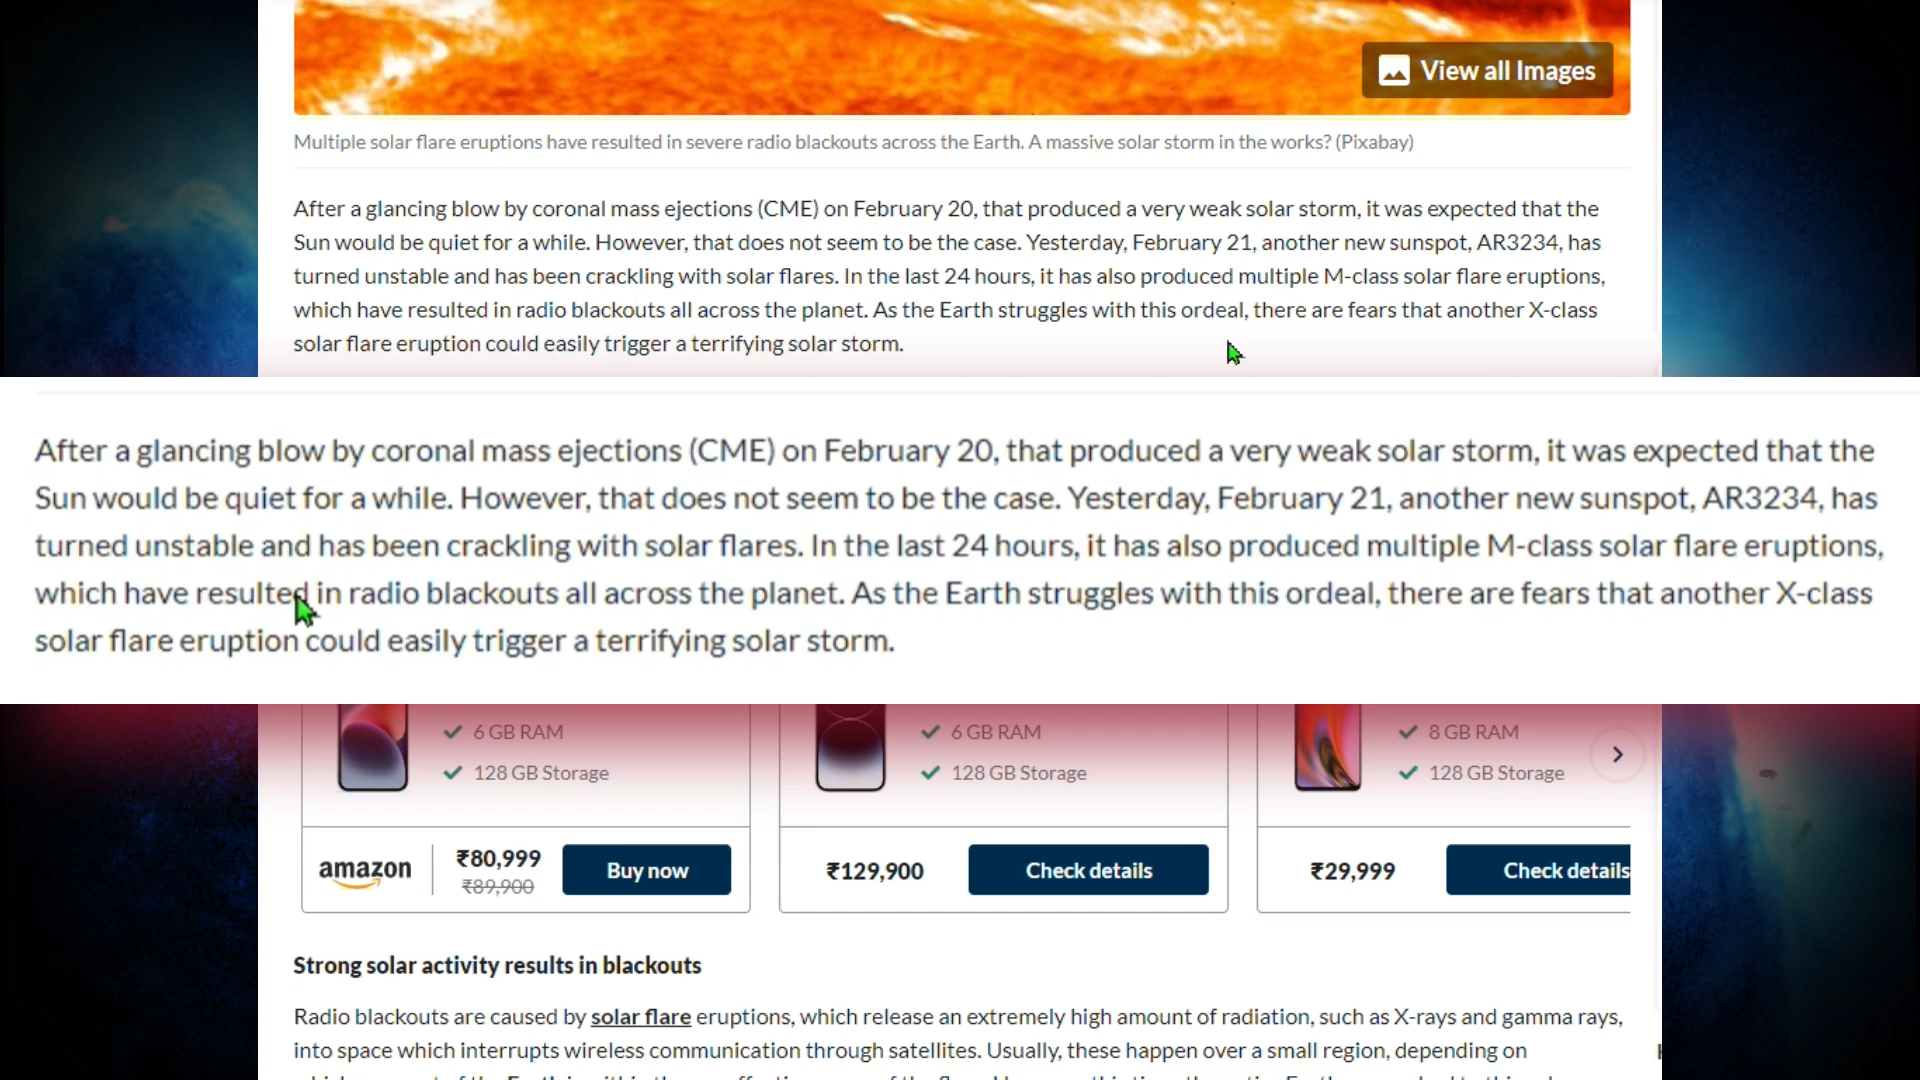 View all Images
Multiple solar flare eruptions have resulted in severe radio blackouts across the Earth. A massive solar storm in the works? (Pixabay)
After a glancing blow by coronal mass ejections (CME) on February 20, that produced a very weak solar storm, it was expected that the
Sun would be quiet for a while. However, that does not seem to be the case. Yesterday, February 21, another new sunspot, AR3234, has
turned unstable and has been crackling with solar flares. In the last 24 hours, it has also produced multiple M-class solar flare eruptions,
which have resulted in radio blackouts all across the planet. As the Earth struggles with this ordeal, there are fears that another X-class
solar flare eruption could easily trigger a terrifying solar storm.
After a glancing blow by coronal mass ejections (CME) on February 20, that produced a very weak solar storm, it was expected that the
Sun would be quiet for a while. However, that does not seem to be the case. Yesterday, February 21, another new sunspot, AR3234, has
turned unstable and has been crackling with solar flares. In the last 24 hours, it has also produced multiple M-class solar flare eruptions,
which have resulted in radio blackouts all across the planet. As the Earth struggles with this ordeal, there are fears that another X-class
solar flare eruption could easily trigger a terrifying solar storm.
6 GB RAM
128 GB Storage
amazon
₹80,999
₹89,900
Buy now
6 GB RAM
128 GB Storage
₹129,900
Check details
8 GB RAM
128 GB Storage
₹29,999
Check details
Strong solar activity results in blackouts
Radio blackouts are caused by solar flare eruptions, which release an extremely high amount of radiation, such as X-rays and gamma rays,
into space which interrupts wireless communication through satellites. Usually, these happen over a small region, depending on